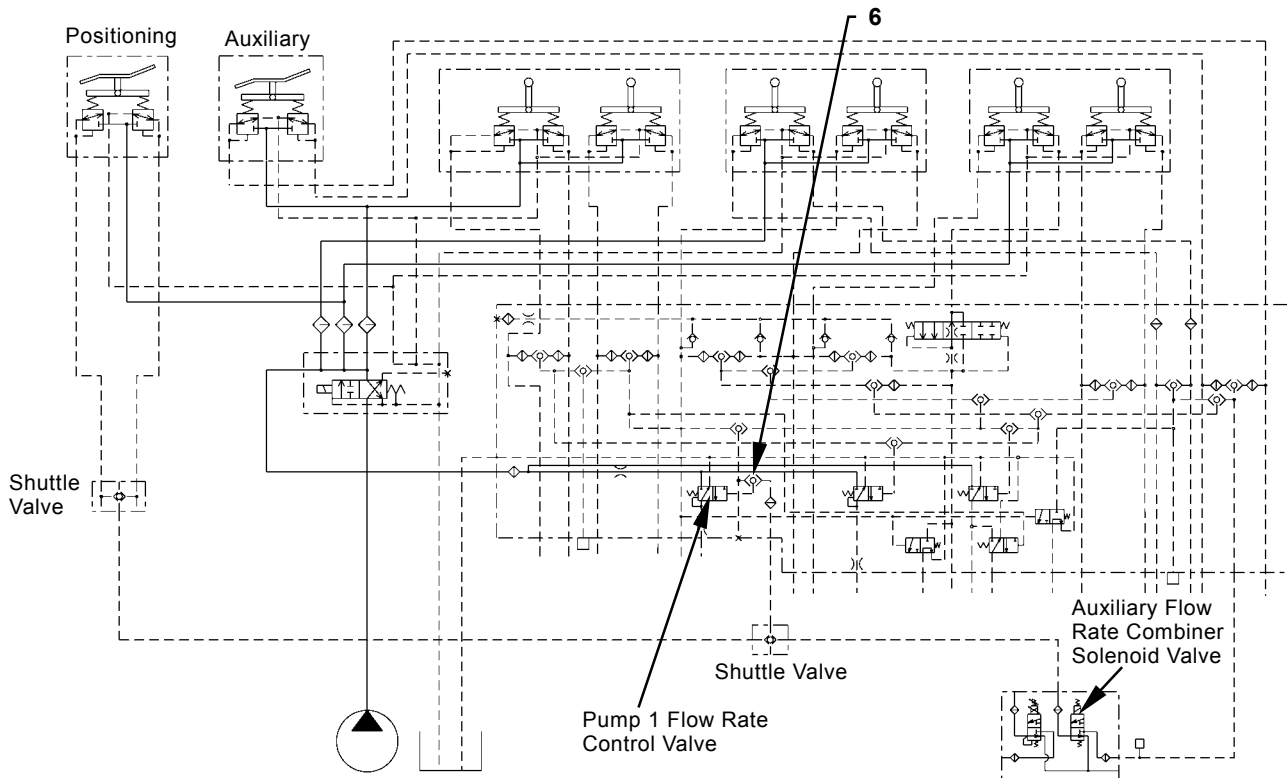 6
Positioning
Auxiliary
Shuttle
Valve
Auxiliary Flow
Rate Combiner
Solenoid Valve
Shuttle Valve
Pump 1 Flow Rate
Control Valve